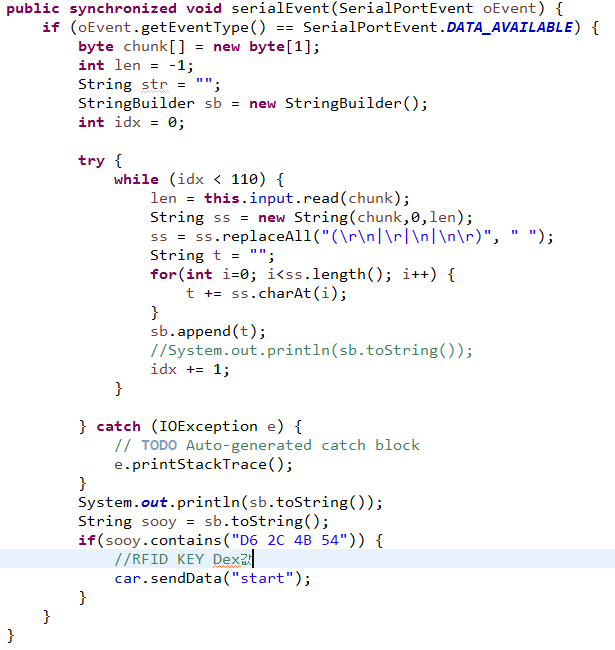 public synchronized void serialEvent(SerialPortEvent oEvent) {
    if (oEvent.getEventType() == SerialPortEvent.DATA_AVAILABLE) {
        byte chunk[] = new byte[1];
        int len = -1;
        String str = "";
        StringBuilder sb = new StringBuilder();
        int idx = 0;

        try {
            while (idx < 110) {
                len = this.input.read(chunk);
                String ss = new String(chunk,0,len);
                ss = ss.replaceAll("(\r\n|\r|\n|\n\r)", " ");
                String t = "";
                for(int i=0; i<ss.length(); i++) {
                    t += ss.charAt(i);
                }
                sb.append(t);
                //System.out.println(sb.toString());
                idx += 1;
            }

        } catch (IOException e) {
            // TODO Auto-generated catch block
            e.printStackTrace();
        }
        System.out.println(sb.toString());
        String sooy = sb.toString();
        if(sooy.contains("D6 2C 4B 54")) {
            //RFID KEY Dex값
            car.sendData("start");
        }
    }
}